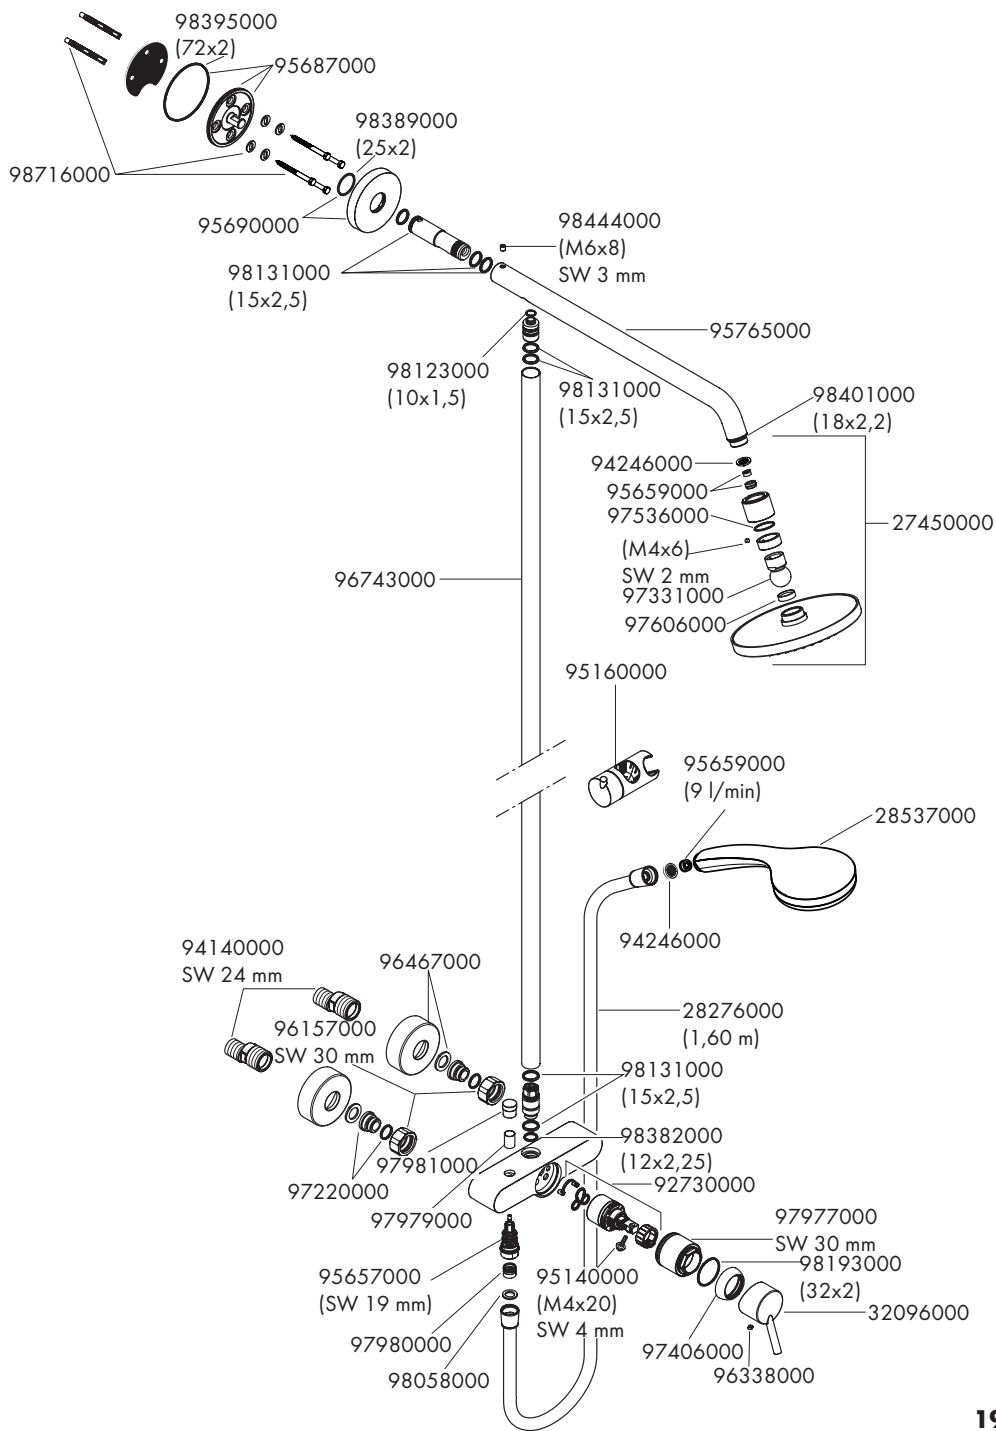 98395000
(72x2)
95687000
98389000
(25x2)
98716000
95690000
98444000
(M6x8)
SW 3 mm
98131000
(15x2,5)
95765000
98123000
(10x1,5)
98131000
(15x2,5)
98401000
(18x2,2)
94246000
95659000
97536000
27450000
(M4x6)
SW 2 mm
96743000
97331000
97606000
95160000
95659000
(9 l/min)
28537000
94246000
94140000
SW 24 mm
96467000
28276000
(1,60 m)
96157000
SW 30 mm
98131000
(15x2,5)
98382000
(12x2,25)
97981000
92730000
97220000
97979000
97977000
SW 30 mm
98193000
(32x2)
95657000
(SW 19 mm)
95140000
(M4x20)
SW 4 mm
32096000
97980000
97406000
98058000
96338000
19